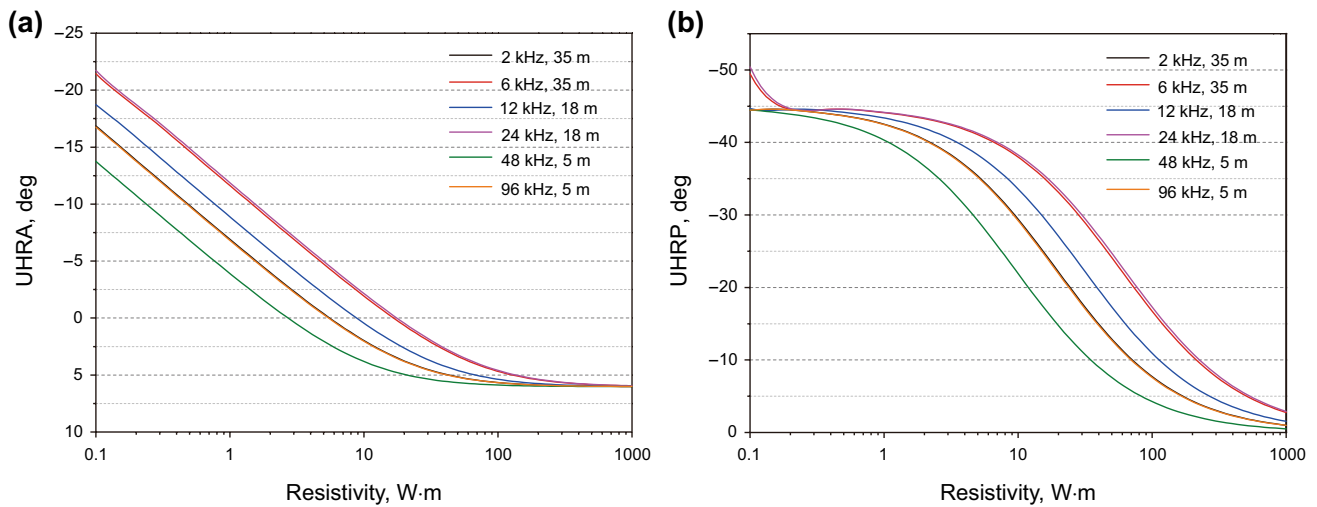 (a)
−25
−20
−15
−10
−5
0
5
10
UHRA, deg
2 kHz, 35 m
6 kHz, 35 m
12 kHz, 18 m
24 kHz, 18 m
48 kHz, 5 m
96 kHz, 5 m
0.1
1
10
100
1000
Resistivity, W·m
(b)
−50
−40
−30
−20
−10
0
UHRP, deg
2 kHz, 35 m
6 kHz, 35 m
12 kHz, 18 m
24 kHz, 18 m
48 kHz, 5 m
96 kHz, 5 m
0.1
1
10
100
1000
Resistivity, W·m